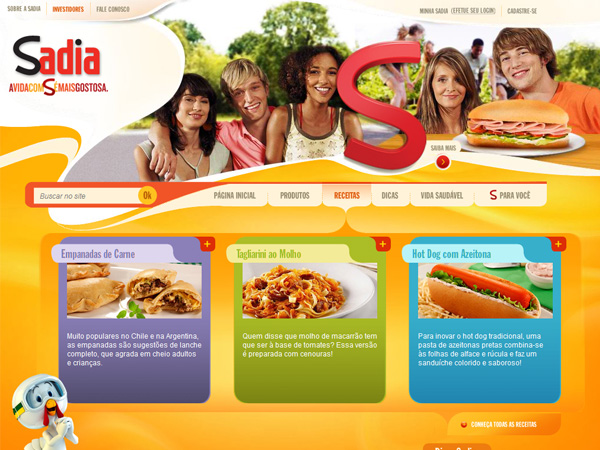 SOBRE A SADIA
INVESTIDORES
FALE CONOSCO
MINHA SADIA (EFETUE SEU LOGIN)
CADASTRE-SE
Sadia
AVIDACOMSÉMAISGOSTOSA.
S
SAIBA MAIS
Buscar no site
Ok
PÁGINA INICIAL
PRODUTOS
RECEITAS
DICAS
VIDA SAUDÁVEL
S PARA VOCÊ
Empanadas de Carne
+
Muito populares no Chile e na Argentina,
as empanadas são sugestões de lanche
completo, que agrada em cheio adultos
e crianças.
Tagliarini ao Molho
+
Quem disse que molho de macarrão tem
que ser à base de tomates? Essa versão
é preparada com cenouras!
Hot Dog com Azeitona
+
Para inovar o hot dog tradicional, uma
pasta de azeitonas pretas combina-se
às folhas de alface e rúcula e faz um
sanduíche colorido e saboroso!
CONHEÇA TODAS AS RECEITAS